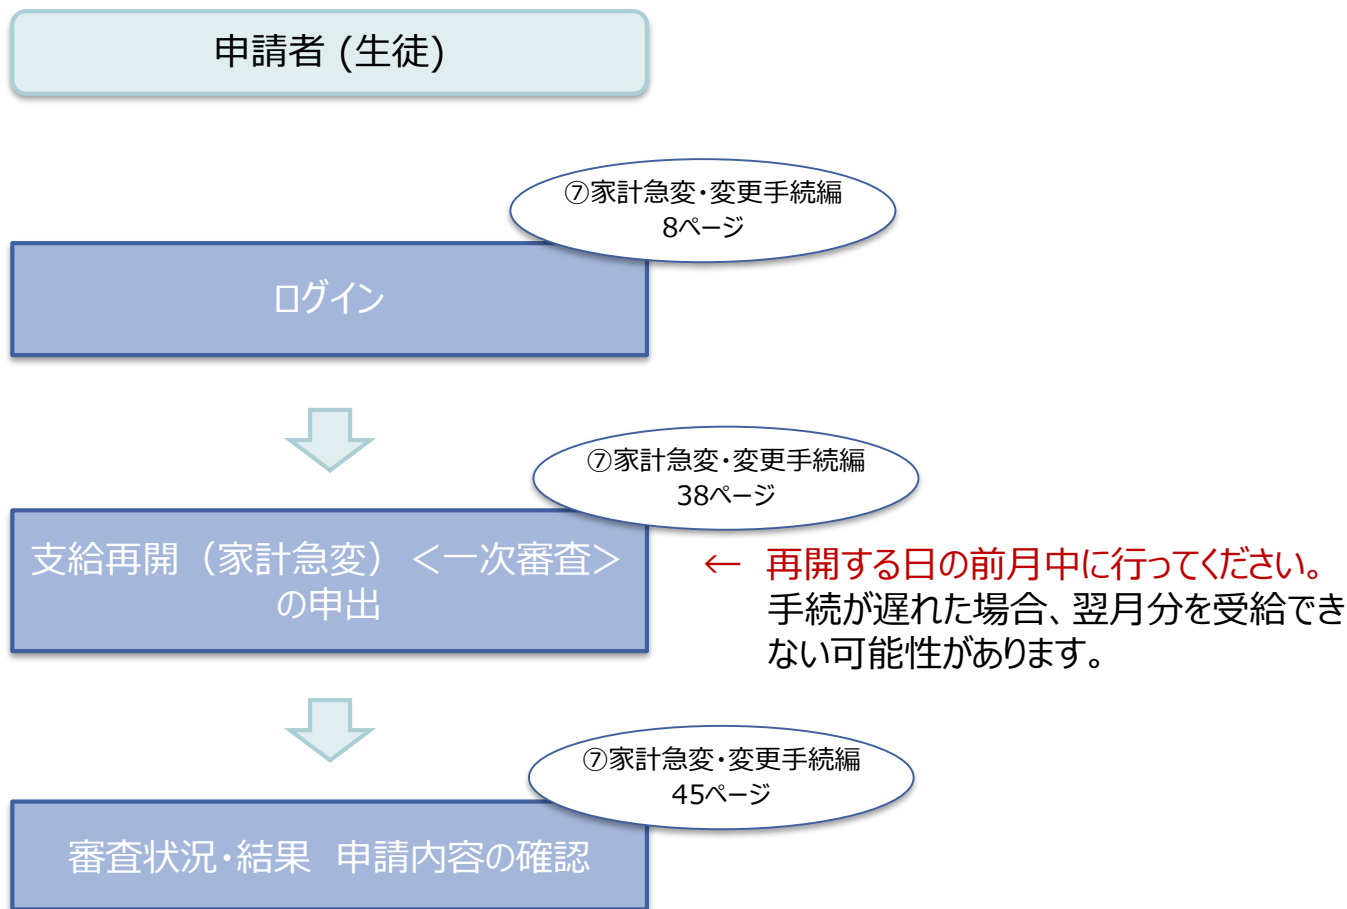 申請者 (生徒)
⑦家計急変・変更手続編
8ページ
ログイン
⑦家計急変・変更手続編
38ページ
支給再開（家計急変）＜一次審査＞
の申出
← 再開する日の前月中に行ってください。
手続が遅れた場合、翌月分を受給でき
ない可能性があります。
⑦家計急変・変更手続編
45ページ
審査状況・結果　申請内容の確認